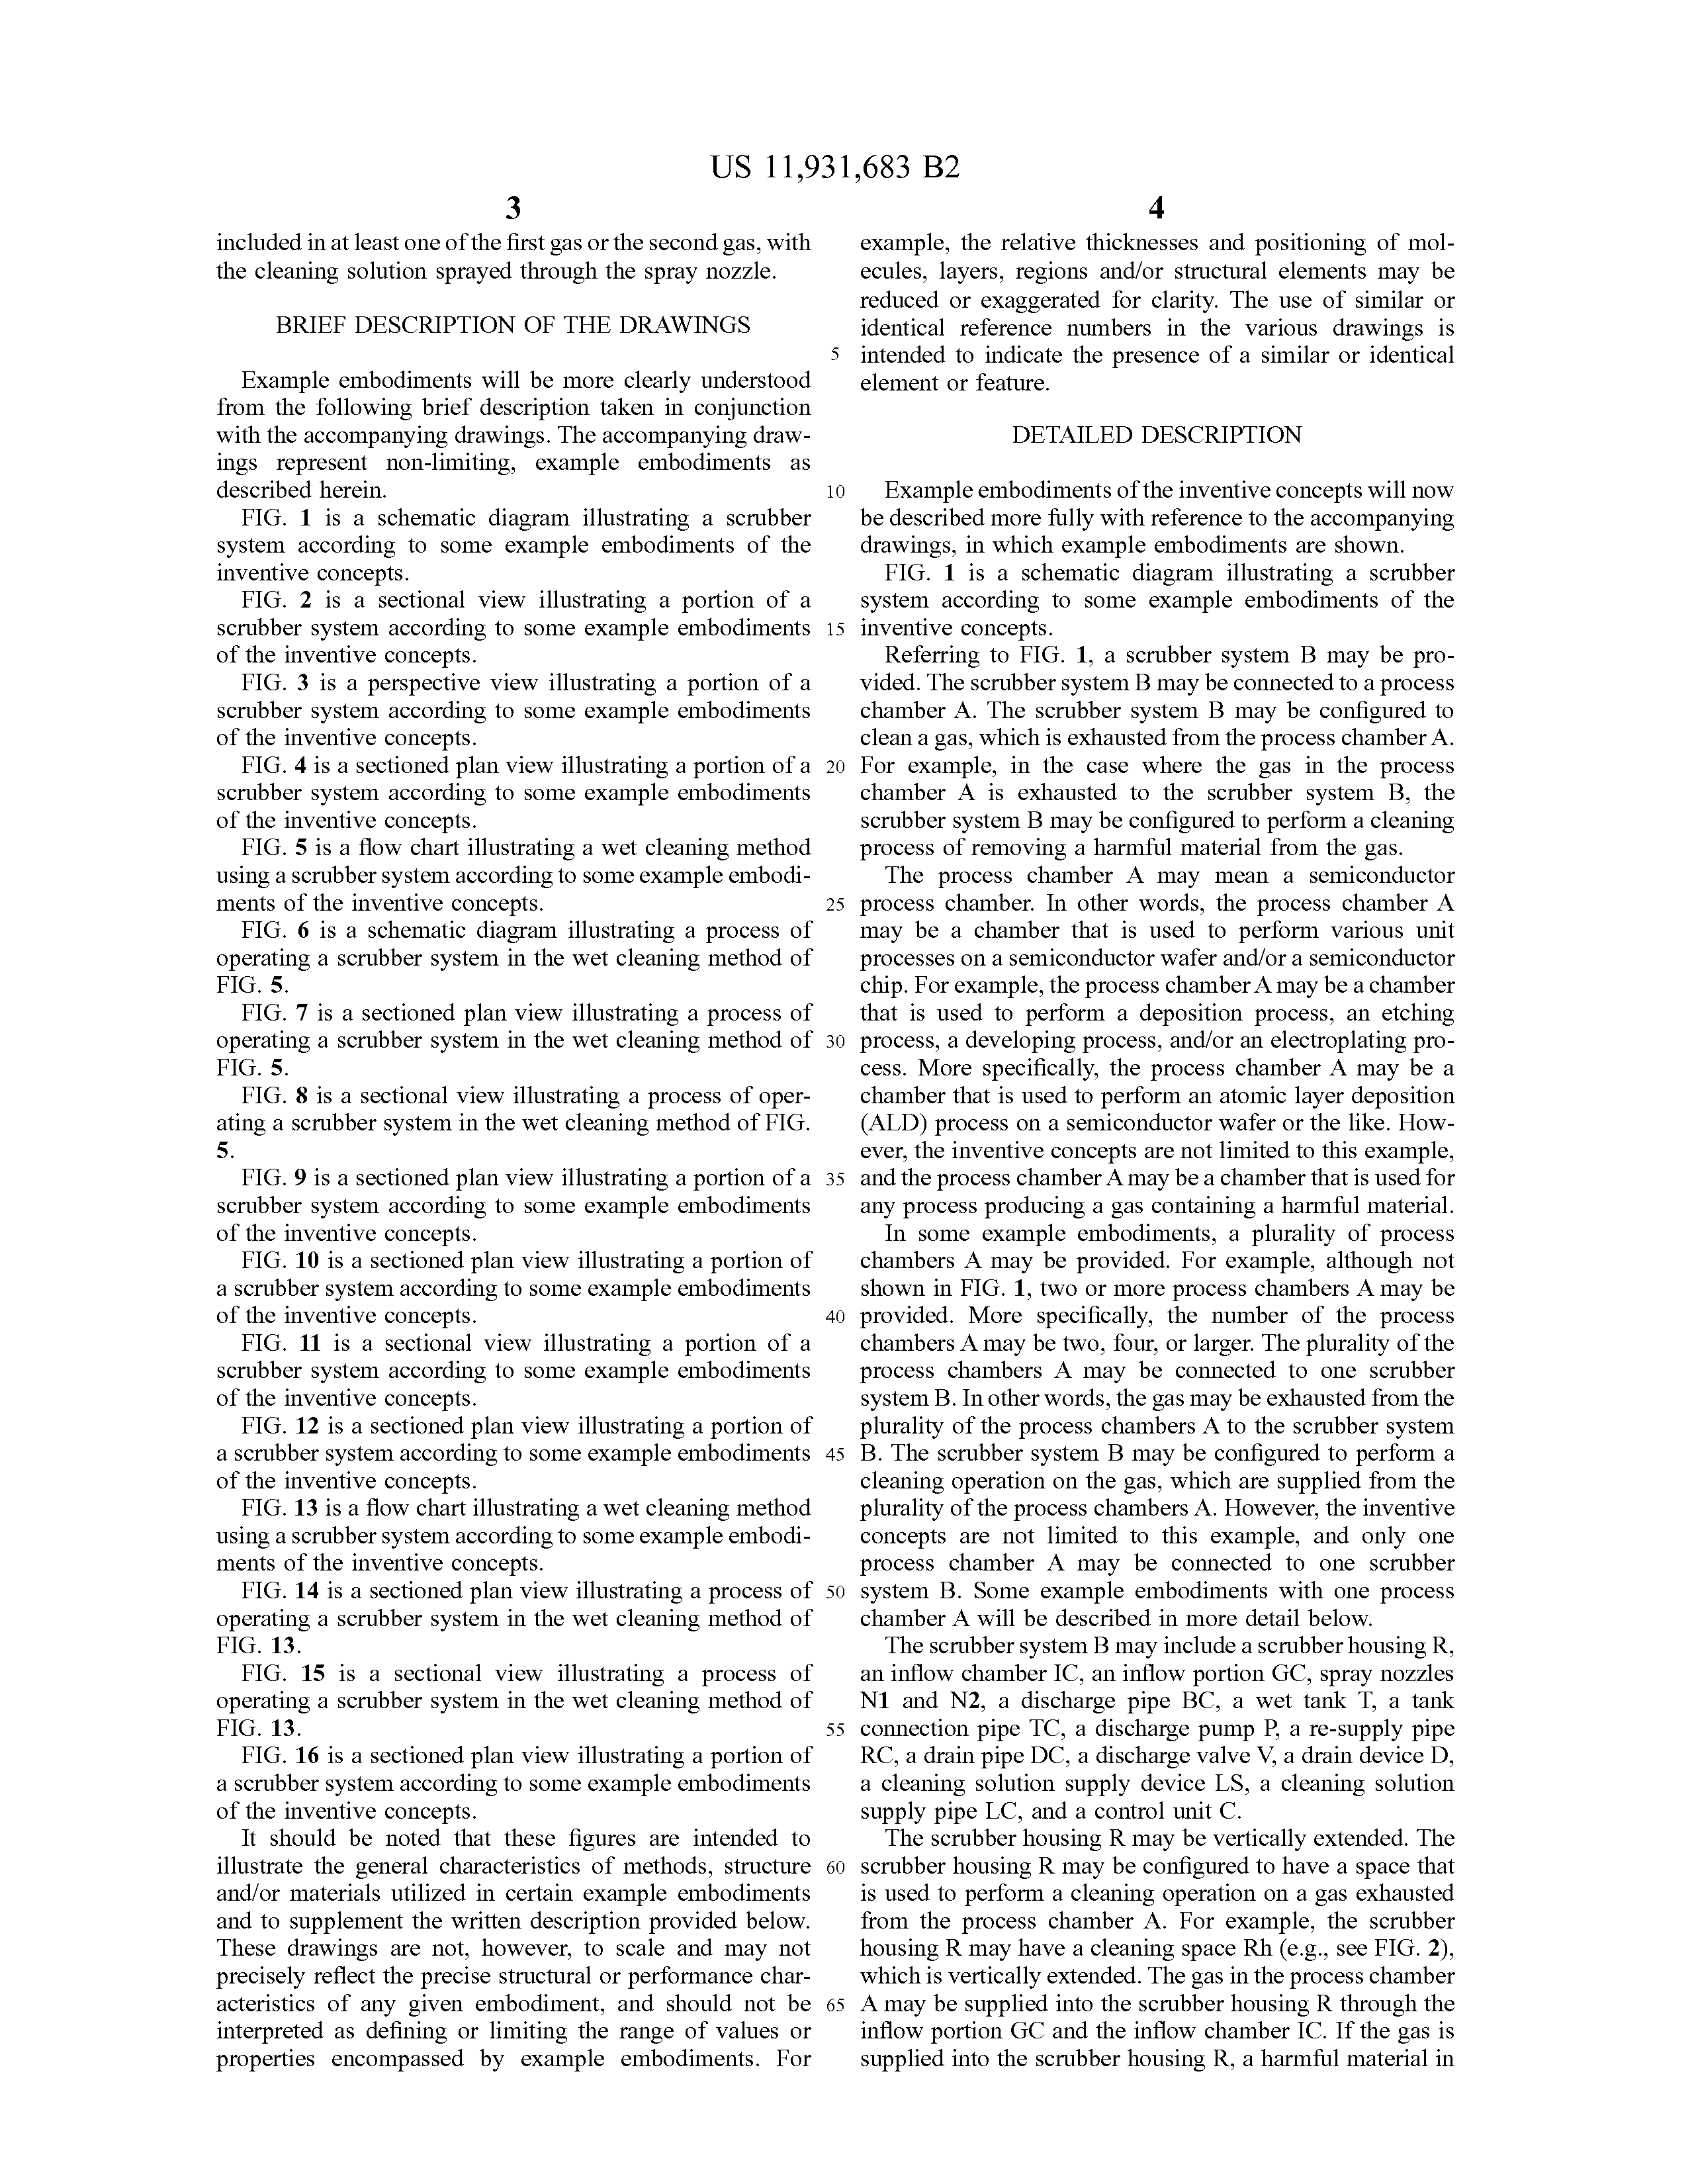 US 11,931,683 B2
3
included in at least one of the first gas or the second gas, with
the cleaning solution sprayed through the spray nozzle.
BRIEF DESCRIPTION OF THE DRAWINGS
Example embodiments will be more clearly understood
from the following brief description taken in conjunction
with the accompanying drawings. The accompanying draw-
ings represent non-limiting, example embodiments as
described herein.
FIG. 1 is a schematic diagram illustrating a scrubber
system according to some example embodiments of the
inventive concepts.
FIG. 2 is a sectional view illustrating a portion of a
scrubber system according to some example embodiments
of the inventive concepts.
FIG. 3 is a perspective view illustrating a portion of a
scrubber system according to some example embodiments
of the inventive concepts.
FIG. 4 is a sectioned plan view illustrating a portion of a
scrubber system according to some example embodiments
of the inventive concepts.
FIG. 5 is a flow chart illustrating a wet cleaning method
using a scrubber system according to some example embodi-
ments of the inventive concepts.
FIG. 6 is a schematic diagram illustrating a process of
operating a scrubber system in the wet cleaning method of
FIG. 5.
FIG. 7 is a sectioned plan view illustrating a process of
operating a scrubber system in the wet cleaning method of
FIG. 5.
FIG. 8 is a sectional view illustrating a process of oper-
ating a scrubber system in the wet cleaning method of FIG.
5.
FIG. 9 is a sectioned plan view illustrating a portion of a
scrubber system according to some example embodiments
of the inventive concepts.
FIG. 10 is a sectioned plan view illustrating a portion of
a scrubber system according to some example embodiments
of the inventive concepts.
FIG. 11 is a sectional view illustrating a portion of a
scrubber system according to some example embodiments
of the inventive concepts.
FIG. 12 is a sectioned plan view illustrating a portion of
a scrubber system according to some example embodiments
of the inventive concepts.
FIG. 13 is a flow chart illustrating a wet cleaning method
using a scrubber system according to some example embodi-
ments of the inventive concepts.
FIG. 14 is a sectioned plan view illustrating a process of
operating a scrubber system in the wet cleaning method of
FIG. 13.
FIG. 15 is a sectional view illustrating a process of
operating a scrubber system in the wet cleaning method of
FIG. 13.
FIG. 16 is a sectioned plan view illustrating a portion of
a scrubber system according to some example embodiments
of the inventive concepts.
It should be noted that these figures are intended to
illustrate the general characteristics of methods, structure
and/or materials utilized in certain example embodiments
and to supplement the written description provided below.
These drawings are not, however, to scale and may not
precisely reflect the precise structural or performance char-
acteristics of any given embodiment, and should not be
interpreted as defining or limiting the range of values or
properties encompassed by example embodiments. For
4
example, the relative thicknesses and positioning of mol-
ecules, layers, regions and/or structural elements may be
reduced or exaggerated for clarity. The use of similar or
identical reference numbers in the various drawings is
5 intended to indicate the presence of a similar or identical
element or feature.
DETAILED DESCRIPTION
10 Example embodiments of the inventive concepts will now
be described more fully with reference to the accompanying
drawings, in which example embodiments are shown.
FIG. 1 is a schematic diagram illustrating a scrubber
system according to some example embodiments of the
15 inventive concepts.
Referring to FIG. 1, a scrubber system B may be pro-
vided. The scrubber system B may be connected to a process
chamber A. The scrubber system B may be configured to
clean a gas, which is exhausted from the process chamber A.
20 For example, in the case where the gas in the process
chamber A is exhausted to the scrubber system B, the
scrubber system B may be configured to perform a cleaning
process of removing a harmful material from the gas.
The process chamber A may mean a semiconductor
25 process chamber. In other words, the process chamber A
may be a chamber that is used to perform various unit
processes on a semiconductor wafer and/or a semiconductor
chip. For example, the process chamber A may be a chamber
that is used to perform a deposition process, an etching
30 process, a developing process, and/or an electroplating pro-
cess. More specifically, the process chamber A may be a
chamber that is used to perform an atomic layer deposition
(ALD) process on a semiconductor wafer or the like. How-
ever, the inventive concepts are not limited to this example,
35 and the process chamber A may be a chamber that is used for
any process producing a gas containing a harmful material.
In some example embodiments, a plurality of process
chambers A may be provided. For example, although not
shown in FIG. 1, two or more process chambers A may be
40 provided. More specifically, the number of the process
chambers A may be two, four, or larger. The plurality of the
process chambers A may be connected to one scrubber
system B. In other words, the gas may be exhausted from the
plurality of the process chambers A to the scrubber system
45 B. The scrubber system B may be configured to perform a
cleaning operation on the gas, which are supplied from the
plurality of the process chambers A. However, the inventive
concepts are not limited to this example, and only one
process chamber A may be connected to one scrubber
50 system B. Some example embodiments with one process
chamber A will be described in more detail below.
The scrubber system B may include a scrubber housing R,
an inflow chamber IC, an inflow portion GC, spray nozzles
N1 and N2, a discharge pipe BC, a wet tank T, a tank
55 connection pipe TC, a discharge pump P, a re-supply pipe
RC, a drain pipe DC, a discharge valve V, a drain device D,
a cleaning solution supply device LS, a cleaning solution
supply pipe LC, and a control unit C.
The scrubber housing R may be vertically extended. The
60 scrubber housing R may be configured to have a space that
is used to perform a cleaning operation on a gas exhausted
from the process chamber A. For example, the scrubber
housing R may have a cleaning space Rh (e.g., see FIG. 2),
which is vertically extended. The gas in the process chamber
65 A may be supplied into the scrubber housing R through the
inflow portion GC and the inflow chamber IC. If the gas is
supplied into the scrubber housing R, a harmful material in